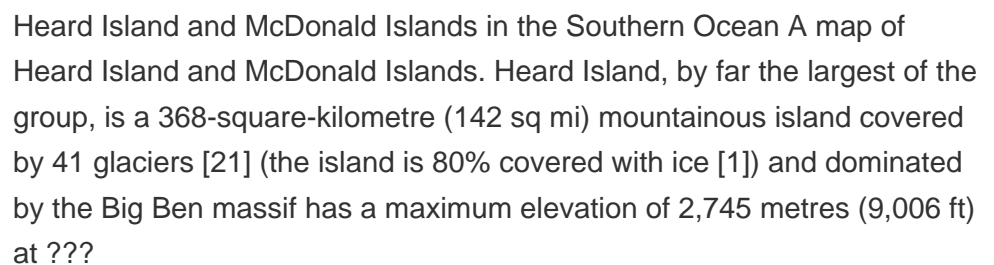 Heard Island and McDonald Islands in the Southern Ocean A map of
Heard Island and McDonald Islands. Heard Island, by far the largest of the
group, is a 368-square-kilometre (142 sq mi) mountainous island covered
by 41 glaciers [21] (the island is 80% covered with ice [1]) and dominated
by the Big Ben massif has a maximum elevation of 2,745 metres (9,006 ft)
at ???